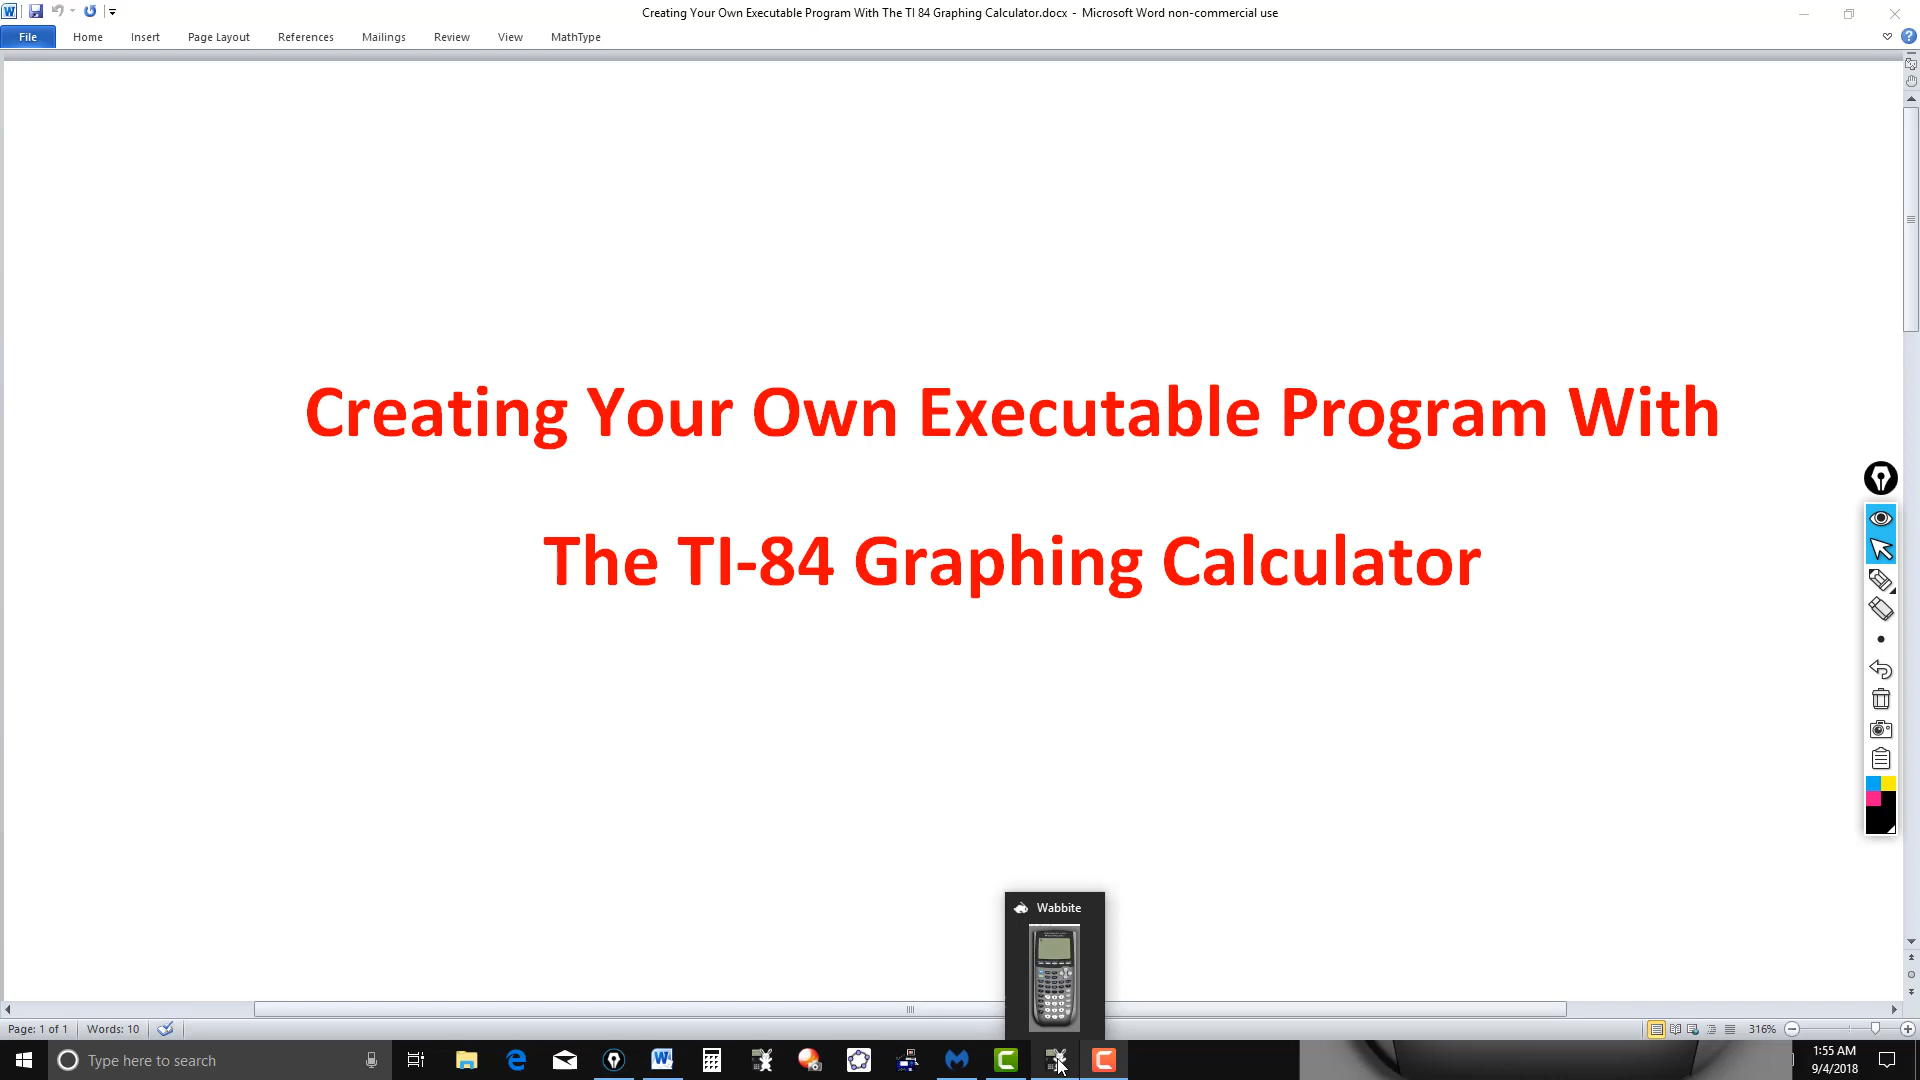 Creating Your Own Executable Program With The TI 84 Graphing Calculator.docx - Microsoft Word non-commercial use
File Home Insert Page Layout References Mailings Review View MathType
Creating Your Own Executable Program With
The TI-84 Graphing Calculator
Wabbite
Page: 1 of 1 Words: 10 316%
Type here to search
1:55 AM
9/4/2018